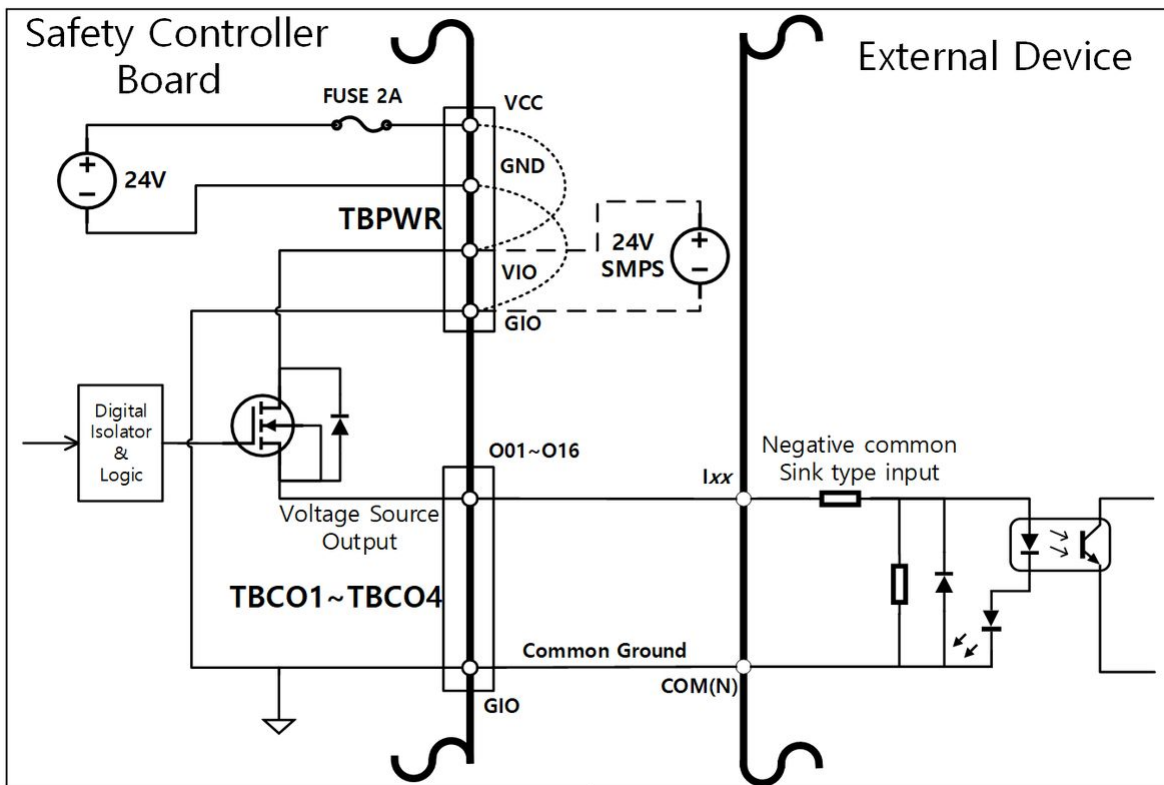 Safety Controller
Board
External Device
FUSE 2A
VCC
+
-
24V
GND
TBPWR
+
-
24V
SMPS
VIO
GIO
Digital
Isolator
&
Logic
O01~O16
Negative common
Sink type input
Ixx
Voltage Source
Output
TBCO1~TBCO4
Common Ground
COM(N)
GIO